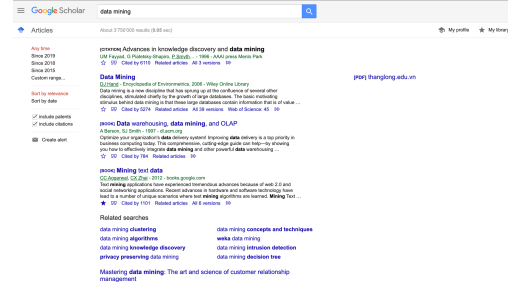 Google Scholar
data mining
Articles
About 2'700'000 results (0.05 sec)
My profile
My library
Any time
Since 2019
Since 2018
Since 2015
Custom range...
Sort by relevance
Sort by date
include patents
include citations
Create alert
[CITATION] Advances in knowledge discovery and data mining
UM Fayyad, G Piatetsky-Shapiro, P Smyth… - 1996 - AAAI press Menlo Park
Cited by 6110 Related articles All 3 versions
Data Mining
DJ Hand - Encyclopedia of Environmetrics, 2006 - Wiley Online Library
Data mining is a new discipline that has sprung up at the confluence of several other
disciplines, stimulated chiefly by the growth of large databases. The basic motivating
stimulus behind data mining is that these large databases contain information that is of value …
Cited by 5274 Related articles All 39 versions Web of Science: 45
[PDF] thanglong.edu.vn
[BOOK] Data warehousing, data mining, and OLAP
A Berson, SJ Smith - 1997 - dl.acm.org
Optimize your organization's data delivery system! Improving data delivery is a top priority in
business computing today. This comprehensive, cutting-edge guide can help—by showing
you how to effectively integrate data mining and other powerful data warehousing …
Cited by 784 Related articles
[BOOK] Mining text data
CC Aggarwal, CX Zhai - 2012 - books.google.com
Text mining applications have experienced tremendous advances because of web 2.0 and
social networking applications. Recent advances in hardware and software technology have
lead to a number of unique scenarios where text mining algorithms are learned. Mining Text …
Cited by 1101 Related articles All 6 versions
Related searches
data mining clustering
data mining concepts and techniques
data mining algorithms
weka data mining
data mining knowledge discovery
data mining intrusion detection
privacy preserving data mining
data mining decision tree
Mastering data mining: The art and science of customer relationship
management